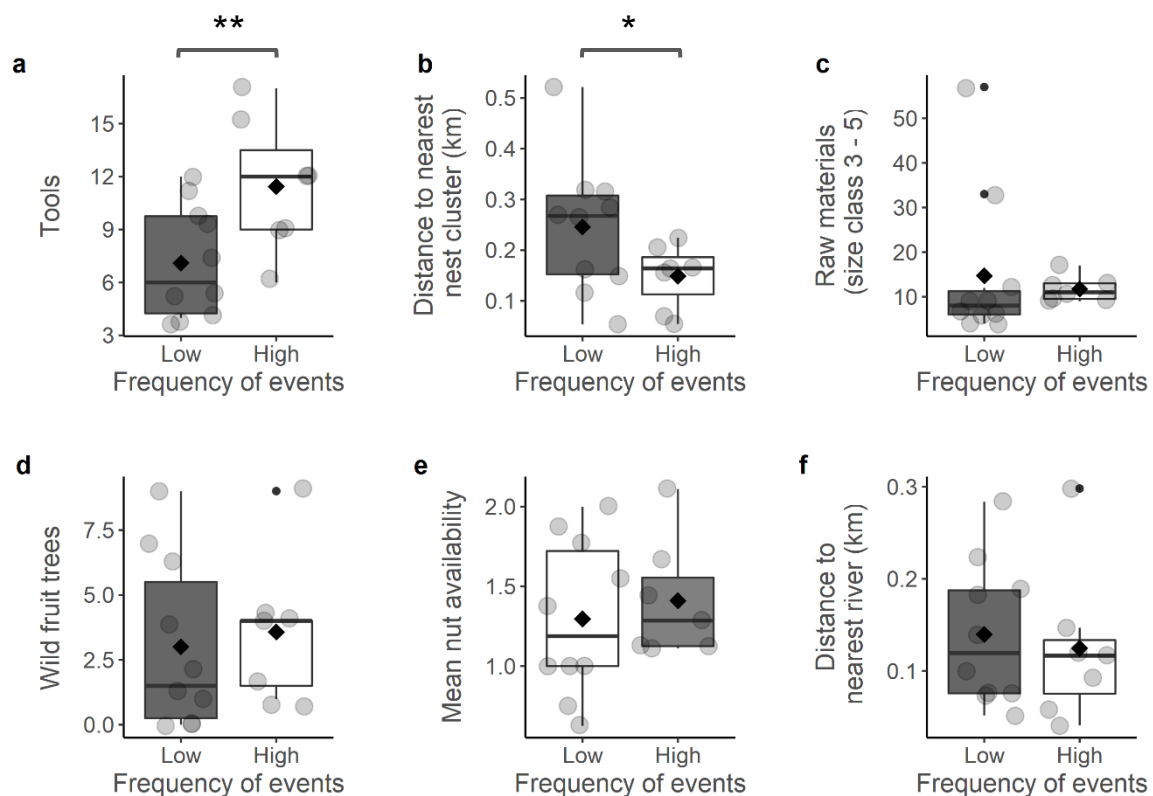 **
*
a
b
c
Tools
15
12
9
6
3
Low
High
Frequency of events
Distance to nearest
nest cluster (km)
0.5
0.4
0.3
0.2
0.1
Low
High
Frequency of events
Raw materials
(size class 3 - 5)
50
40
30
20
10
Low
High
Frequency of events
d
e
f
Wild fruit trees
7.5
5.0
2.5
0.0
Low
High
Frequency of events
Mean nut availability
2.0
1.5
1.0
Low
High
Frequency of events
Distance to
nearest river (km)
0.3
0.2
0.1
Low
High
Frequency of events